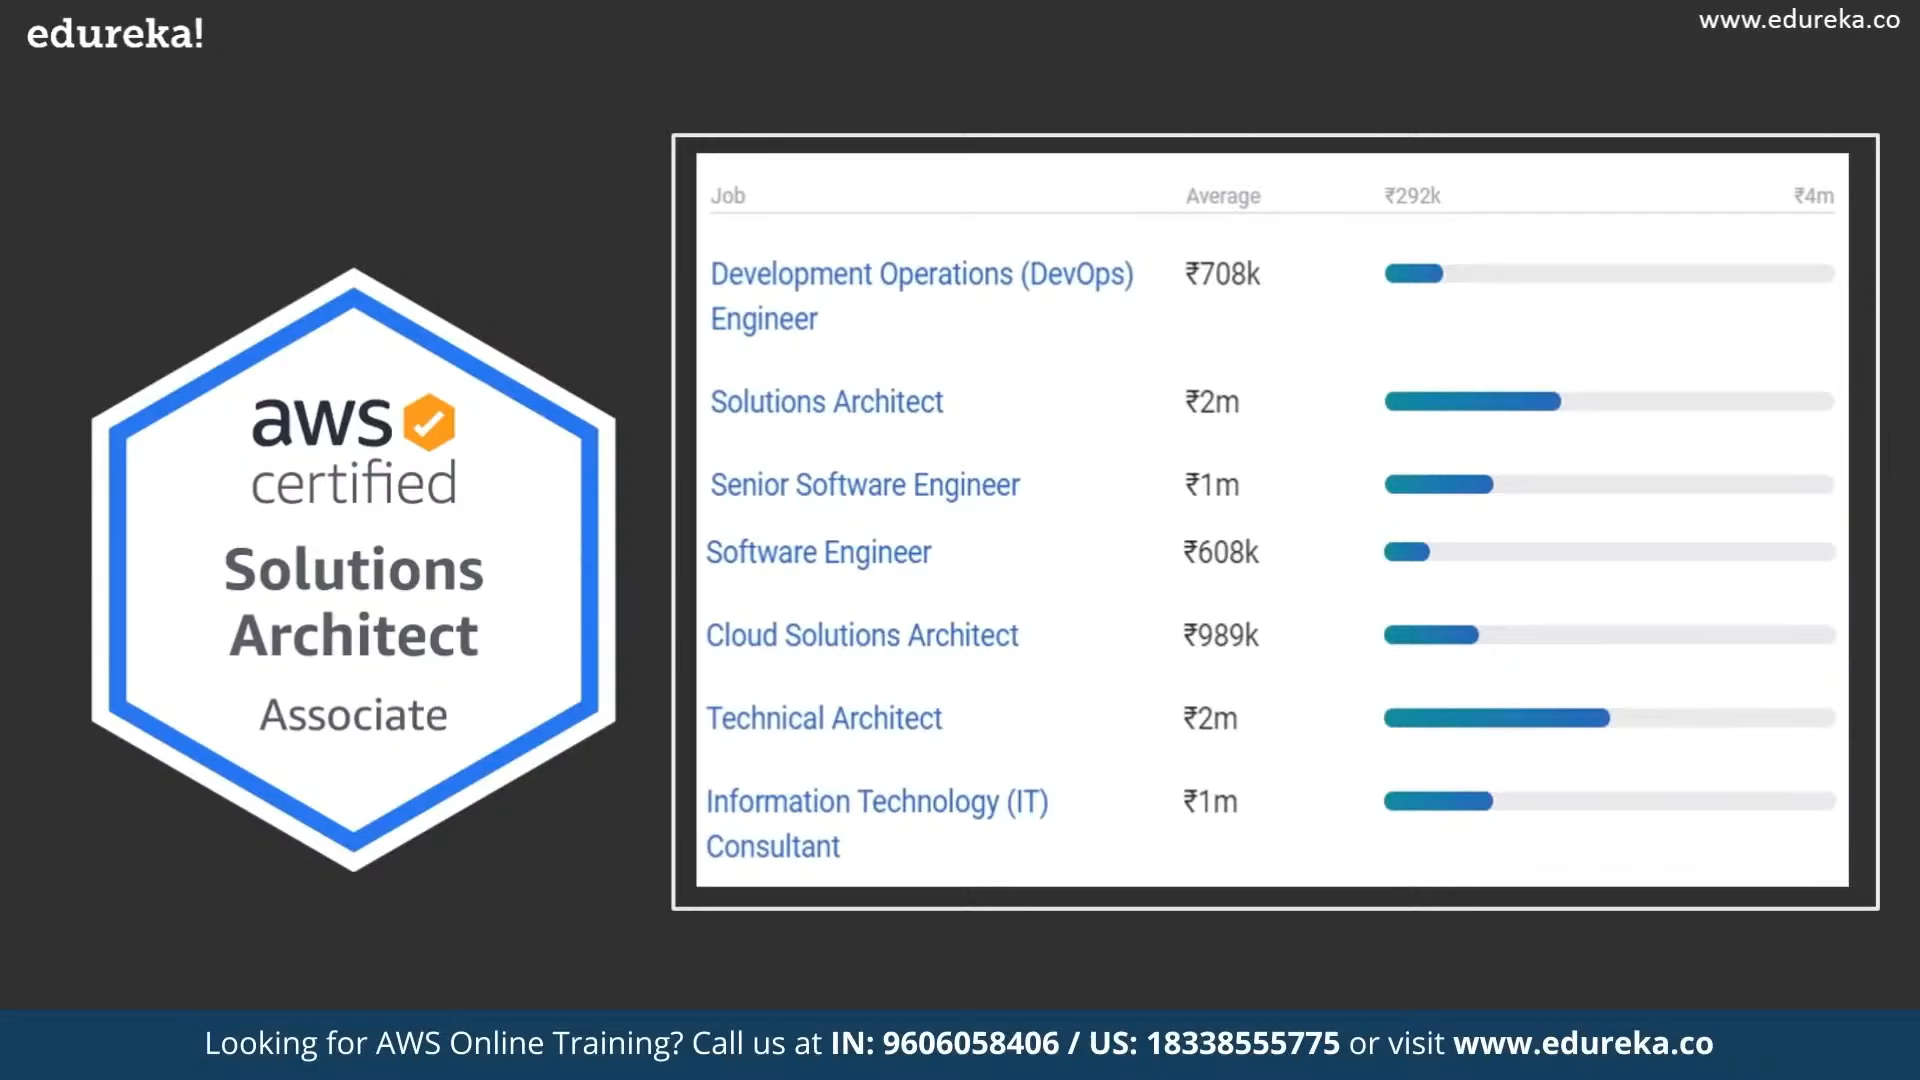 edureka!
www.edureka.co
aws
certified
Solutions
Architect
Associate
Job Average ₹292k ₹4m
Development Operations (DevOps) ₹708k
Engineer
Solutions Architect ₹2m
Senior Software Engineer ₹1m
Software Engineer ₹608k
Cloud Solutions Architect ₹989k
Technical Architect ₹2m
Information Technology (IT) ₹1m
Consultant
Looking for AWS Online Training? Call us at IN: 9606058406 / US: 18338555775 or visit www.edureka.co